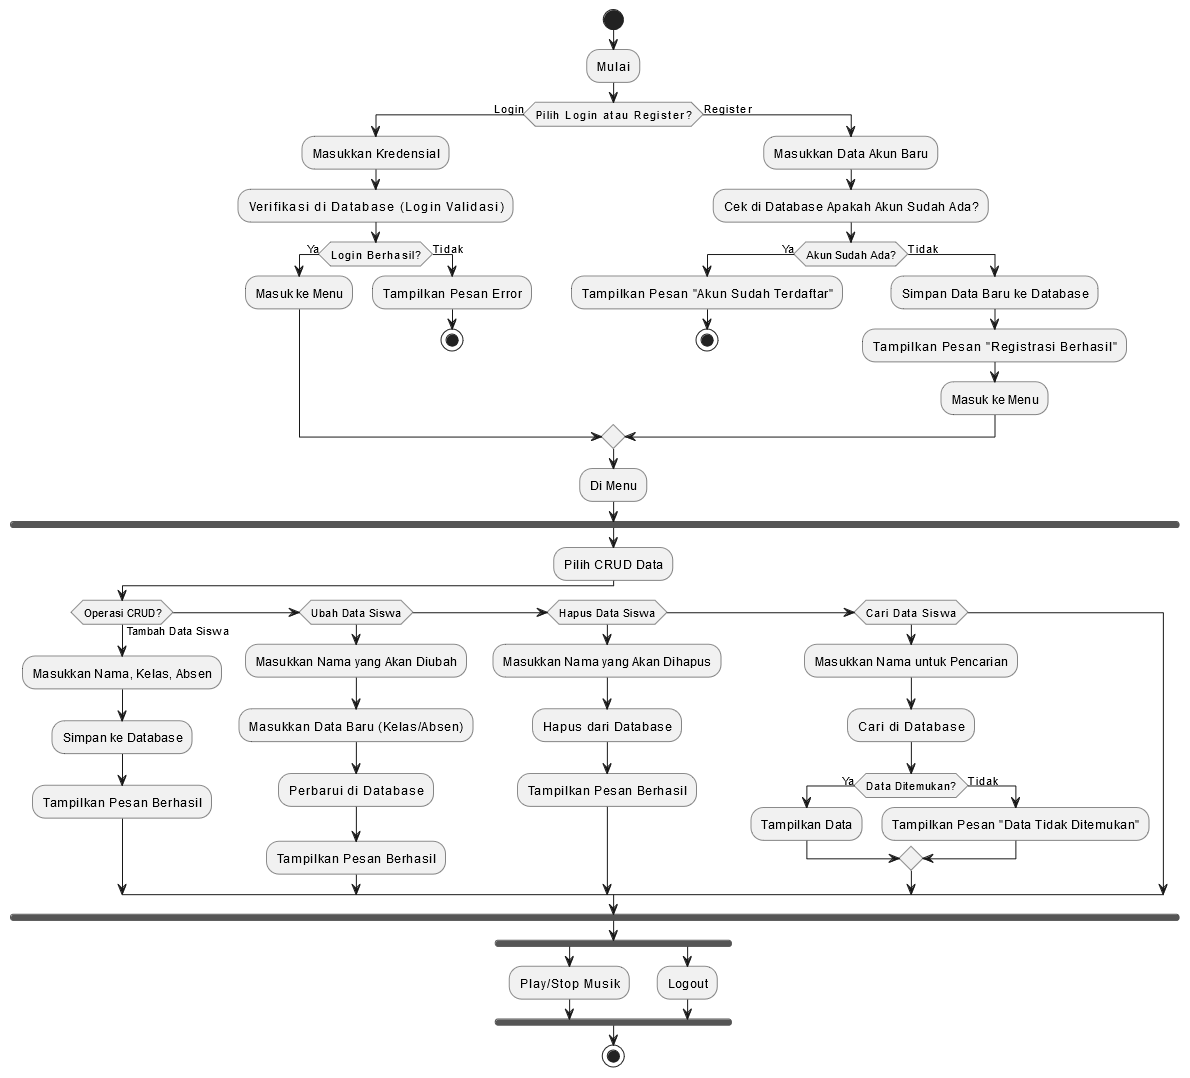 Mulai
Login
Pilih Login atau Register?
Register
Masukkan Kredensial
Masukkan Data Akun Baru
Verifikasi di Database (Login Validasi)
Cek di Database Apakah Akun Sudah Ada?
Ya
Login Berhasil?
Tidak
Ya
Akun Sudah Ada?
Tidak
Masuk ke Menu
Tampilkan Pesan Error
Tampilkan Pesan "Akun Sudah Terdaftar"
Simpan Data Baru ke Database
Tampilkan Pesan "Registrasi Berhasil"
Masuk ke Menu
Di Menu
Pilih CRUD Data
Operasi CRUD?
Ubah Data Siswa
Hapus Data Siswa
Cari Data Siswa
Tambah Data Siswa
Masukkan Nama, Kelas, Absen
Masukkan Nama yang Akan Diubah
Masukkan Nama yang Akan Dihapus
Masukkan Nama untuk Pencarian
Simpan ke Database
Masukkan Data Baru (Kelas/Absen)
Hapus dari Database
Cari di Database
Tampilkan Pesan Berhasil
Perbarui di Database
Tampilkan Pesan Berhasil
Ya
Data Ditemukan?
Tidak
Tampilkan Data
Tampilkan Pesan "Data Tidak Ditemukan"
Tampilkan Pesan Berhasil
Play/Stop Musik
Logout